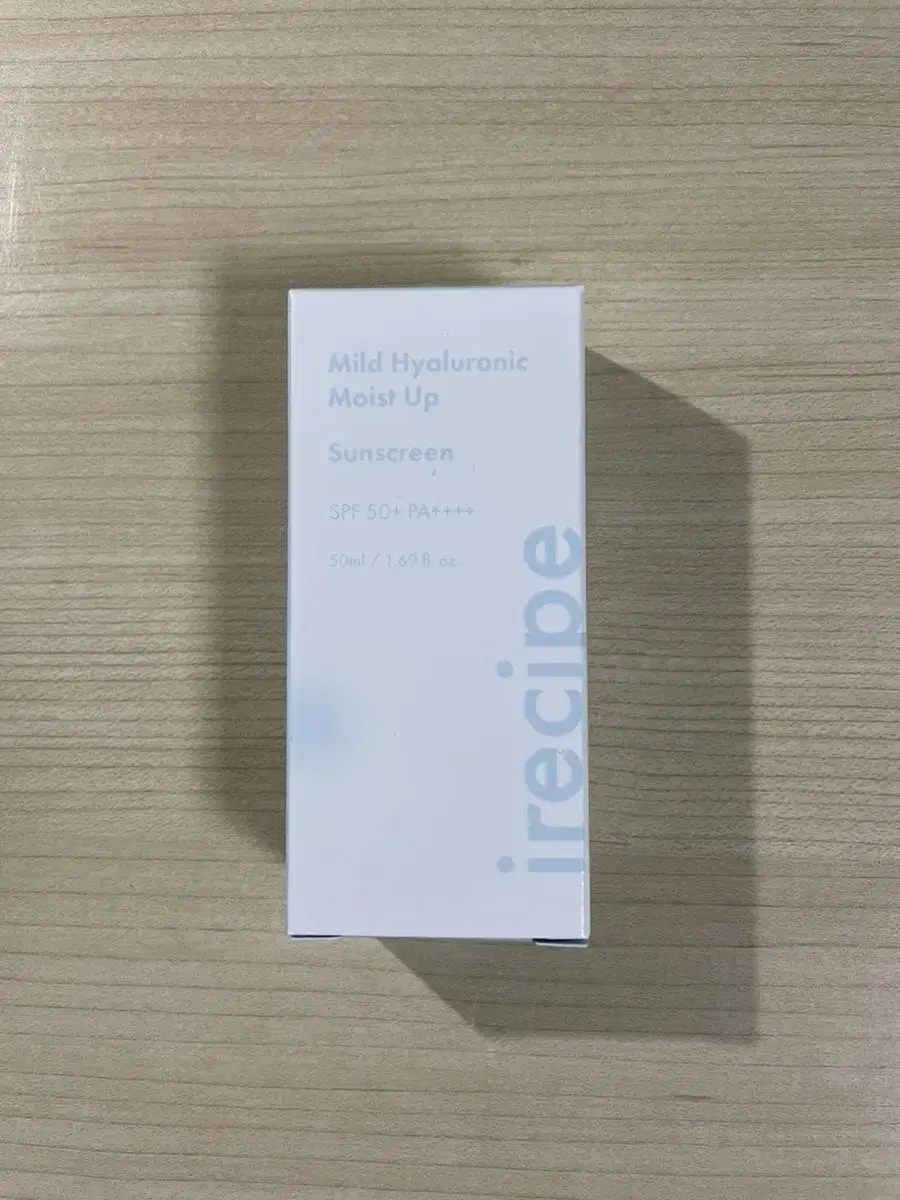 Mild Hyaluronic
Moist Up
Sunscreen
SPF 50+ PA++++
50ml / 1.69 fl. oz.
irecipe